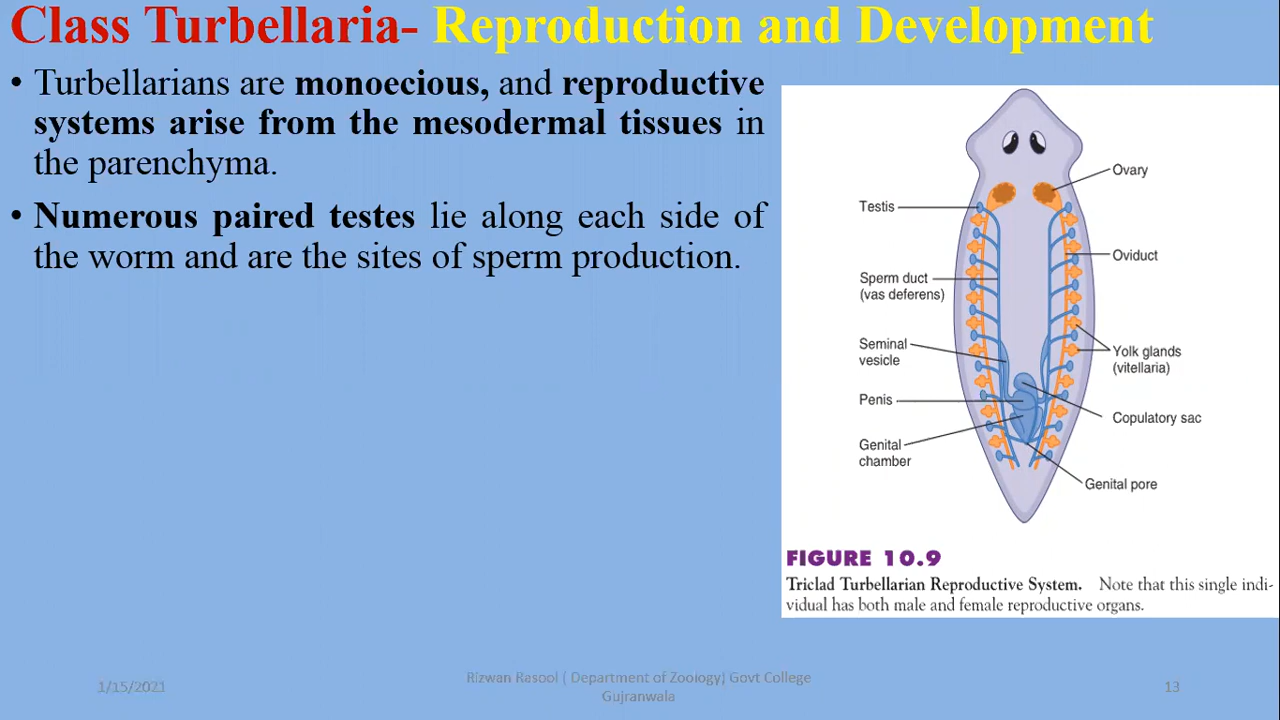 Class Turbellaria- Reproduction and Development
• Turbellarians are monoecious, and reproductive
systems arise from the mesodermal tissues in
the parenchyma.
• Numerous paired testes lie along each side of
the worm and are the sites of sperm production.
Ovary
Testis
Oviduct
Sperm duct
(vas deferens)
Seminal
vesicle
Yolk glands
(vitellaria)
Penis
Copulatory sac
Genital
chamber
Genital pore
FIGURE 10.9
Triclad Turbellarian Reproductive System. Note that this single indi-
vidual has both male and female reproductive organs.
1/15/2021
Rizwan Rasool ( Department of Zooiogy) Govt College
Gujranwala
13